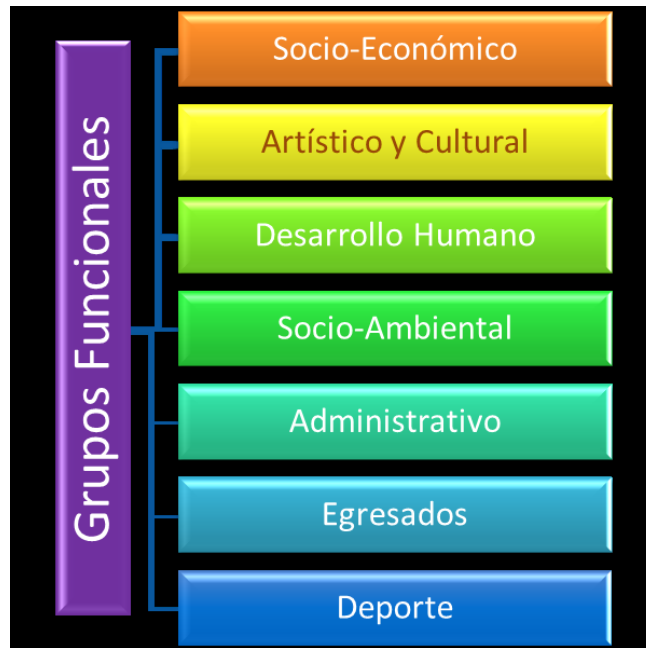 Grupos Funcionales
Socio-Económico
Artístico y Cultural
Desarrollo Humano
Socio-Ambiental
Administrativo
Egresados
Deporte